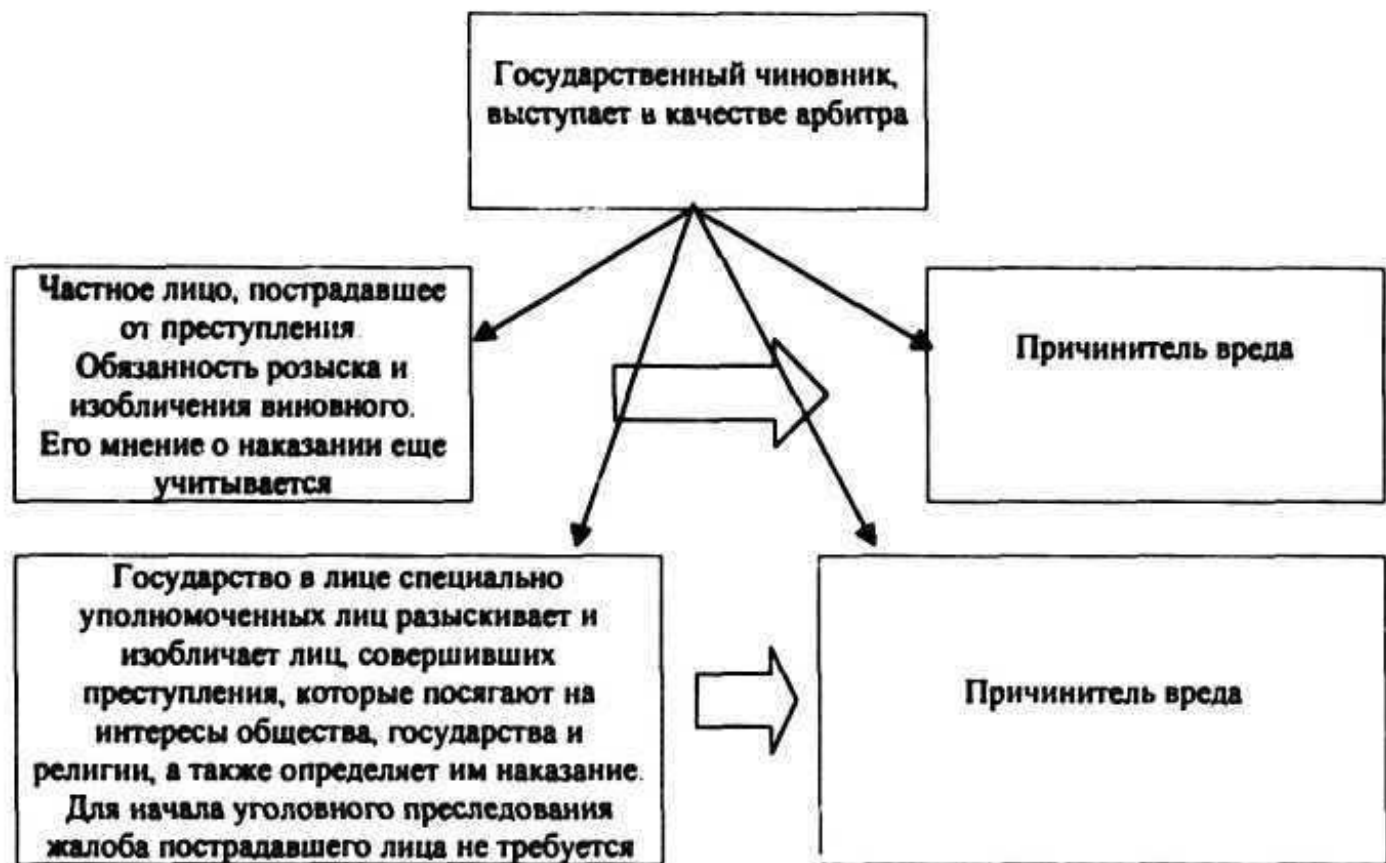 Государственный чиновник,
выступает в качестве арбитра
Частное лицо, пострадавшее
от преступления.
Обязанность розыска и
изобличения виновного.
Его мнение о наказании еще
учитывается
Причинитель вреда
Государство в лице специально
уполномоченных лиц разыскивает и
изобличает лиц, совершивших
преступления, которые посягают на
интересы общества, государства и
религии, а также определяет им наказание.
Для начала уголовного преследования
жалоба пострадавшего лица не требуется
Причинитель вреда